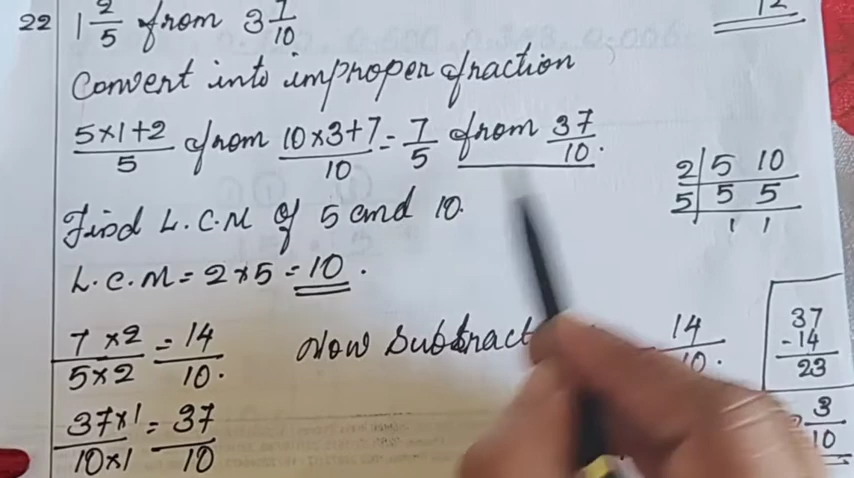 22 1 2/5 from 3 7/10
12
Convert into improper fraction
5×1+2/5 from 10×3+7/10 = 7/5 from 37/10.
2 | 5 10
5 | 5 5
1 1
Find L.C.M of 5 and 10.
L.C.M = 2×5 = 10.
7×2/5×2 = 14/10. Now Subtract 14/10.
37
-14
23
37×1/10×1 = 37/10
3/10